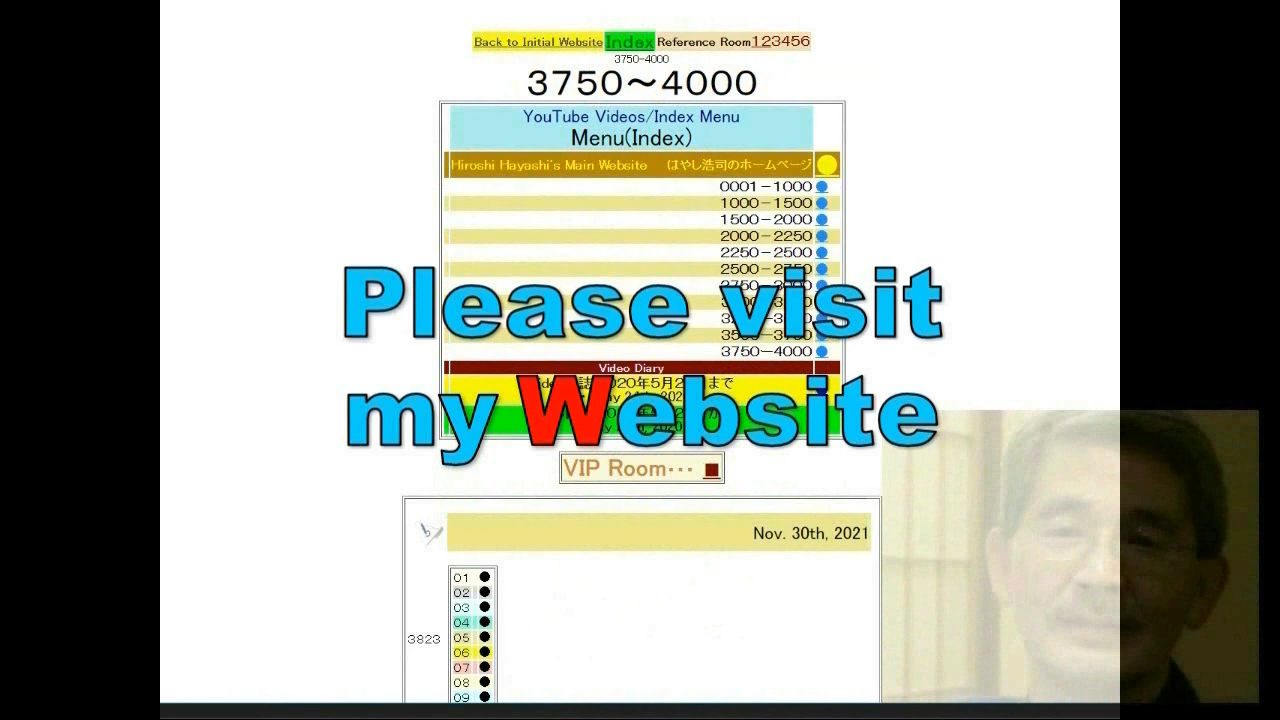 Back to Initial Website Index Reference Room123456
3750-4000
3750～4000
YouTube Videos/Index Menu
Menu(Index)
Hiroshi Hayashi's Main Website はやし浩司のホームページ
0001－1000
1000－1500
1500－2000
2000－2250
2250－2500
2500－2750
Please visit
3750－4000
Video Diary
my Website
VIP Room･･･
Nov. 30th, 2021
01
02
03
04
05
3823
06
07
08
09